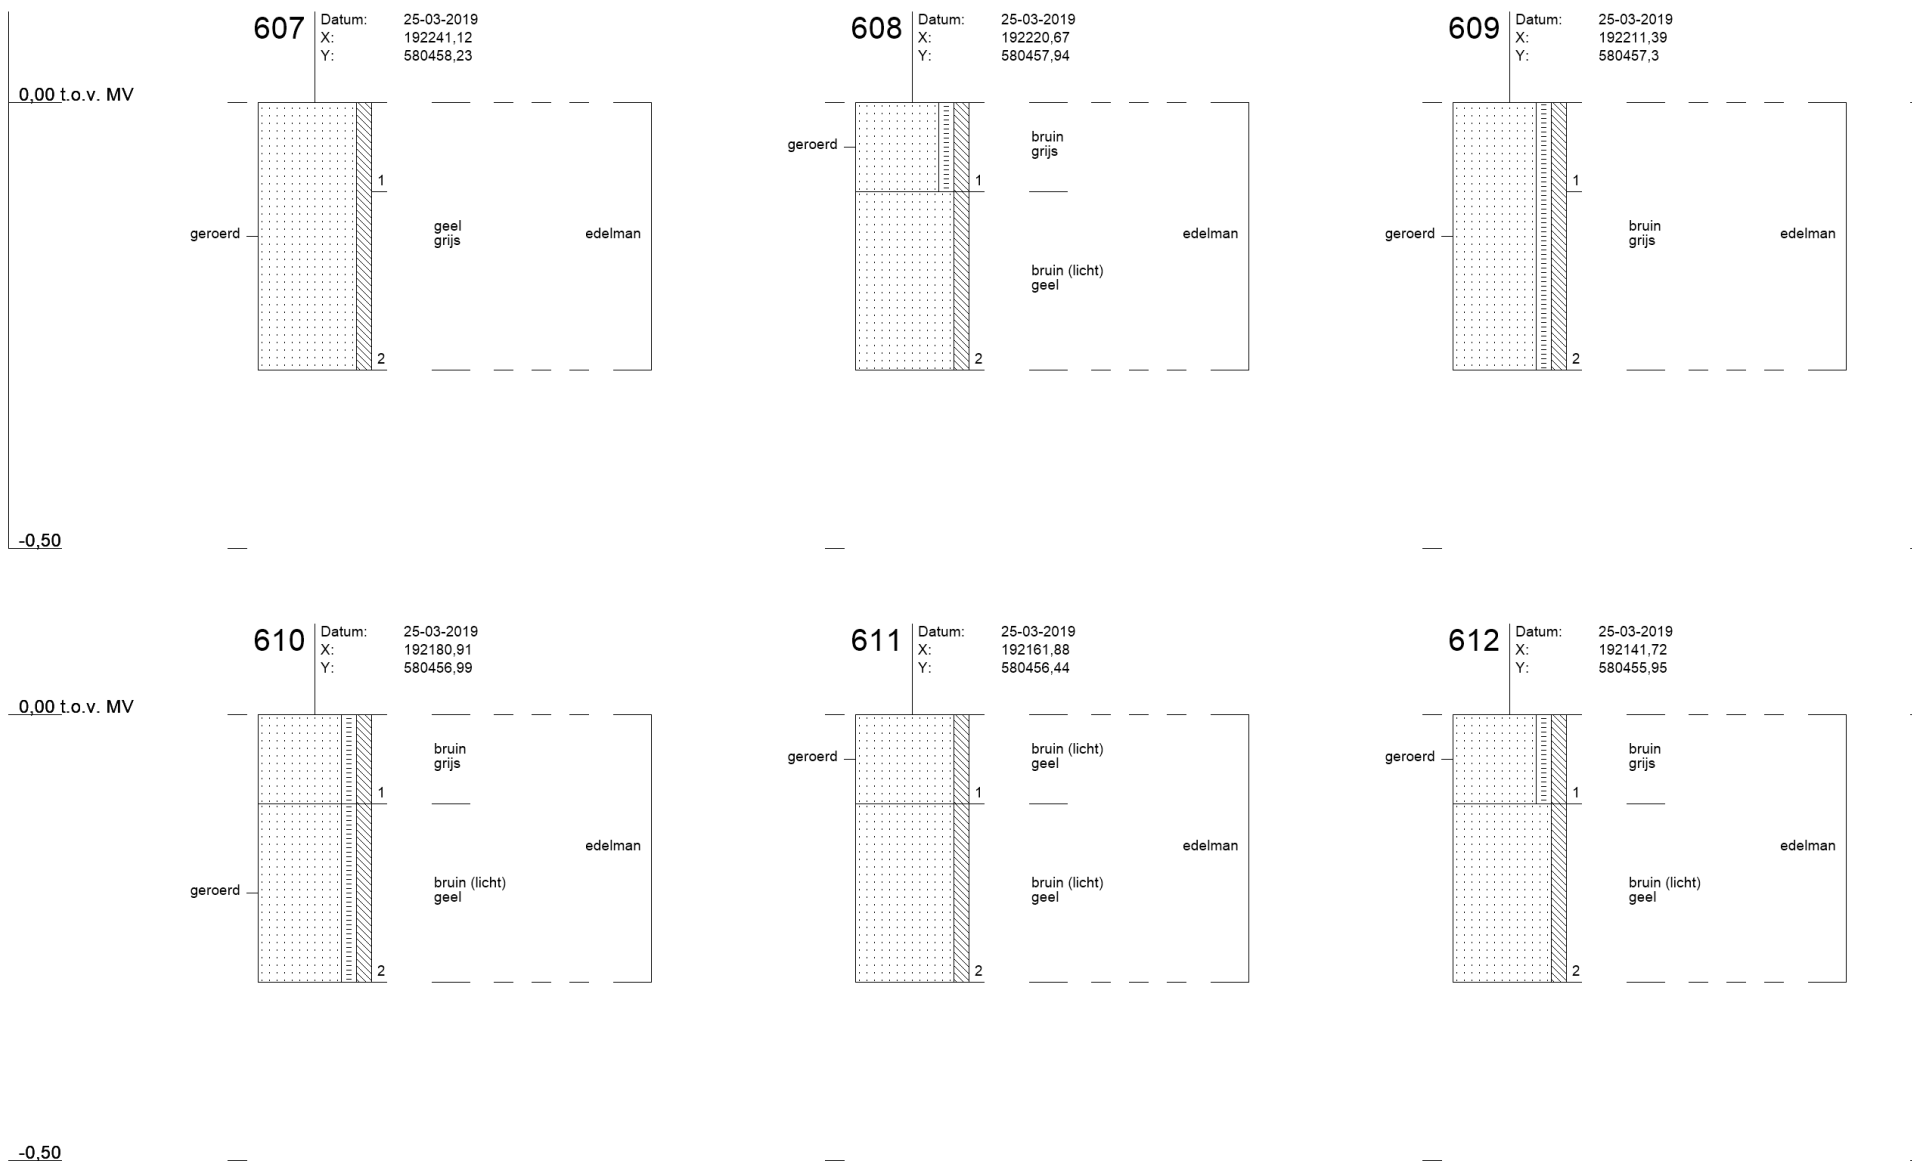 607
Datum: 25-03-2019
X: 192241,12
Y: 580458,23
608
Datum: 25-03-2019
X: 192220,67
Y: 580457,94
609
Datum: 25-03-2019
X: 192211,39
Y: 580457,3
0,00 t.o.v. MV
geroerd
1
geel
grijs
edelman
2
geroerd
bruin
grijs
1
edelman
bruin (licht)
geel
2
geroerd
1
bruin
grijs
edelman
2
-0,50
610
Datum: 25-03-2019
X: 192180,91
Y: 580456,99
611
Datum: 25-03-2019
X: 192161,88
Y: 580456,44
612
Datum: 25-03-2019
X: 192141,72
Y: 580455,95
0,00 t.o.v. MV
bruin
grijs
1
edelman
geroerd
bruin (licht)
geel
2
geroerd
bruin (licht)
geel
1
edelman
bruin (licht)
geel
2
geroerd
bruin
grijs
1
edelman
bruin (licht)
geel
2
-0,50